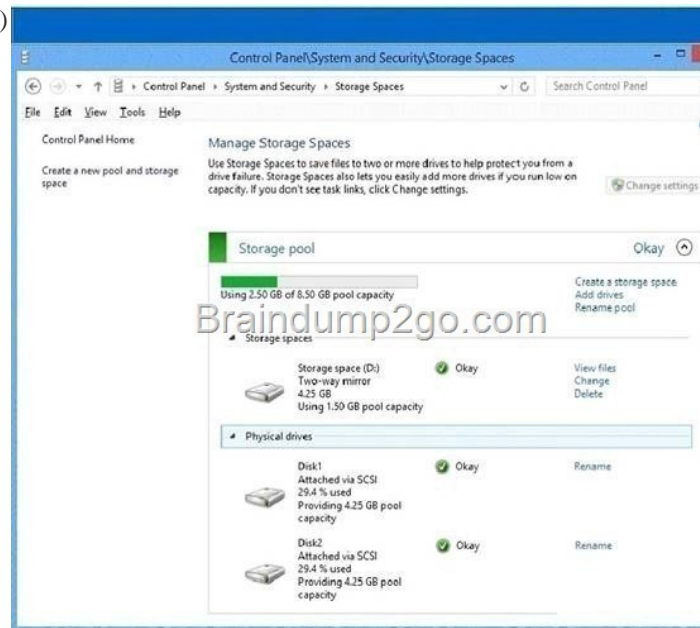 )
Control Panel\System and Security\Storage Spaces
Control Panel System and Security Storage Spaces
Search Control Panel
File Edit View Tools Help
Control Panel Home
Create a new pool and storage
space
Manage Storage Spaces
Use Storage Spaces to save files to two or more drives to help protect you from a
drive failure. Storage Spaces also lets you easily add more drives if you run low on
capacity. If you don't see task links, click Change settings.
Change settings
Storage pool
Okay
Using 2.50 GB of 8.50 GB pool capacity
Create a storage space
Add drives
Rename pool
Braindump2go.com
Storage spaces
Storage space (D:)
Two-way mirror
4.25 GB
Using 1.50 GB pool capacity
Okay
View files
Change
Delete
Physical drives
Disk1
Attached via SCSI
29.4 % used
Providing 4.25 GB pool
capacity
Okay
Rename
Disk2
Attached via SCSI
29.4 % used
Providing 4.25 GB pool
capacity
Okay
Rename